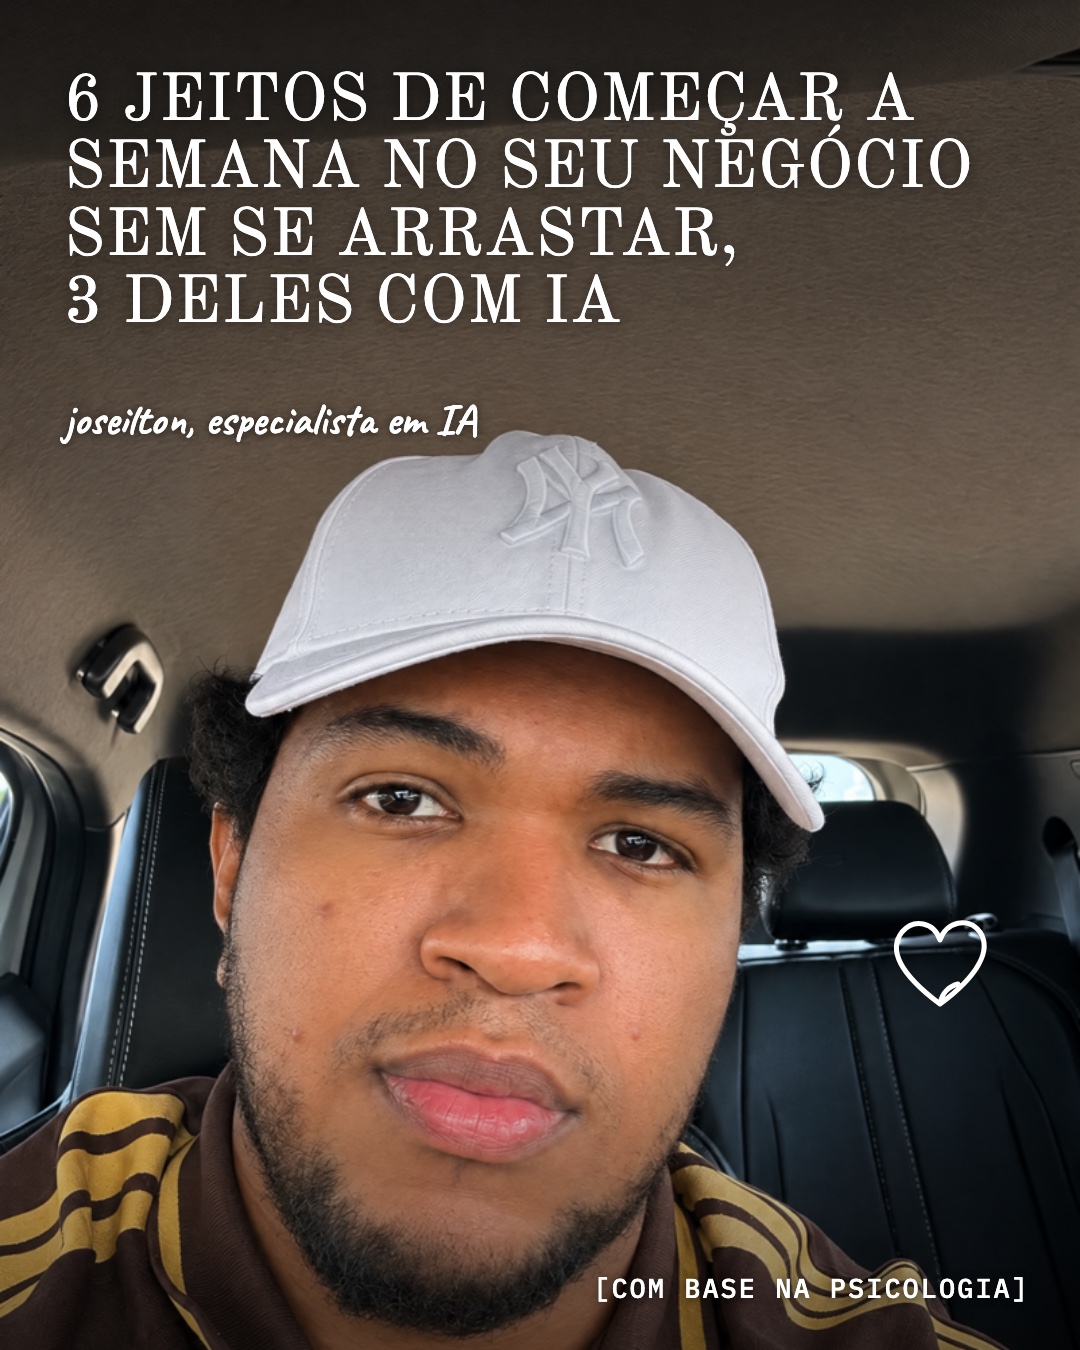 6 JEITOS DE COMEÇAR A
SEMANA NO SEU NEGÓCIO
SEM SE ARRASTAR,
3 DELES COM IA
joseilton, especialista em IA
NY
[COM BASE NA PSICOLOGIA]